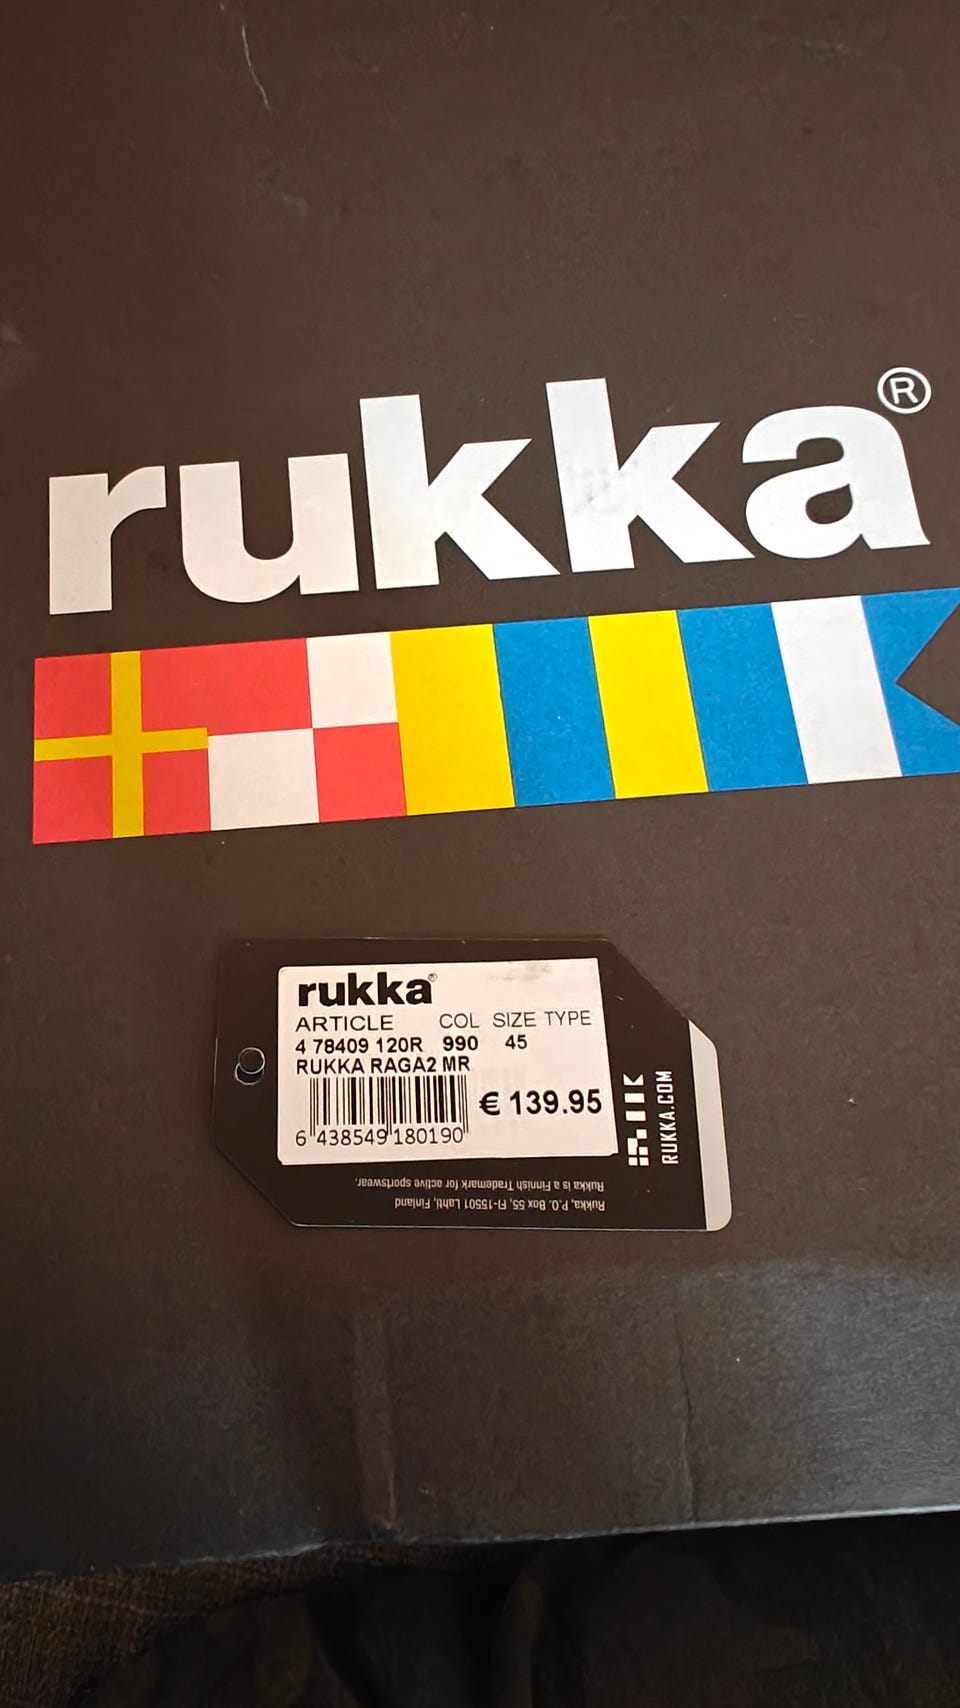 rukka®
rukka®
ARTICLE COL SIZE TYPE
4 78409 120R 990 45
RUKKA RAGA2 MR
€ 139.95
6 438549 180190
RUKKA.COM
Rukka is a Finnish Trademark for active sportswear.
Rukka, P.O. Box 55, FI-15501 Lahti, Finland